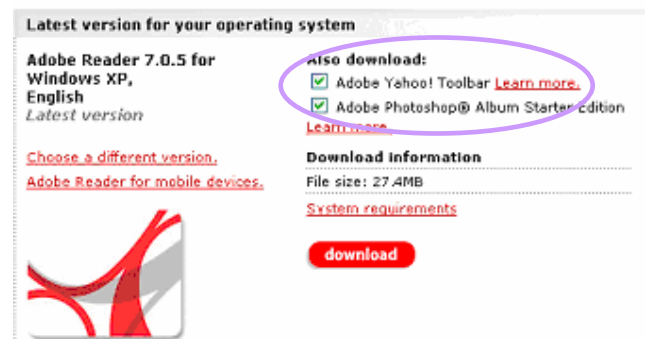 Latest version for your operating system
Adobe Reader 7.0.5 for
Windows XP,
English
Latest version
Choose a different version.
Adobe Reader for mobile devices.
Also download:
Adobe Yahoo! Toolbar Learn more.
Adobe Photoshop® Album Starter Edition
Learn more.
Download Information
File size: 27.4MB
System requirements
download